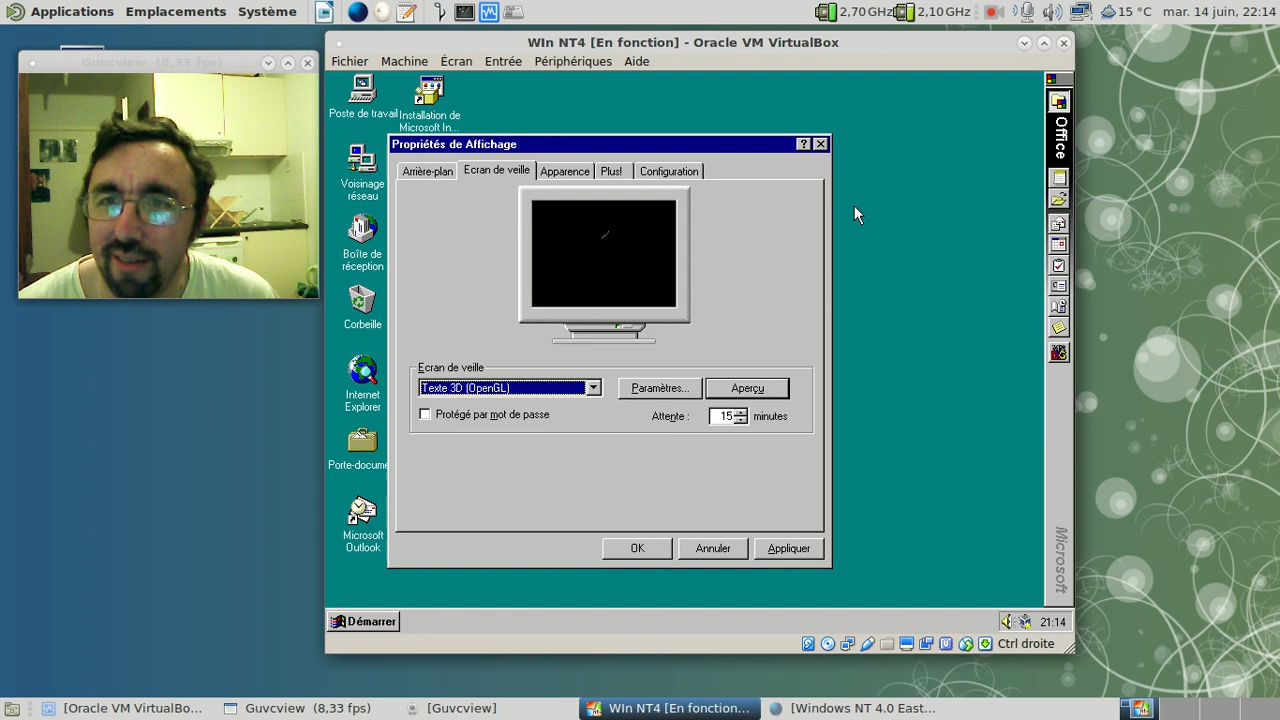 Applications Emplacements Système
2,70 GHz 2,10 GHz 15 °C mar. 14 juin, 22:14
Guvcview (8,33 fps)
WIn NT4 [En fonction] - Oracle VM VirtualBox
Fichier Machine Écran Entrée Périphériques Aide
Poste de travail
Installation de
Microsoft In...
Voisinage
réseau
Boîte de
réception
Corbeille
Internet
Explorer
Porte-docume
Microsoft
Outlook
Propriétés de Affichage
Arrière-plan Ecran de veille Apparence Plus! Configuration
Ecran de veille
Texte 3D (OpenGL) Paramètres... Aperçu
Protégé par mot de passe Attente : 15 minutes
OK Annuler Appliquer
Office
Microsoft
Démarrer 21:14
Ctrl droite
[Oracle VM VirtualBo... Guvcview (8,33 fps) [Guvcview] WIn NT4 [En fonction... [Windows NT 4.0 East...